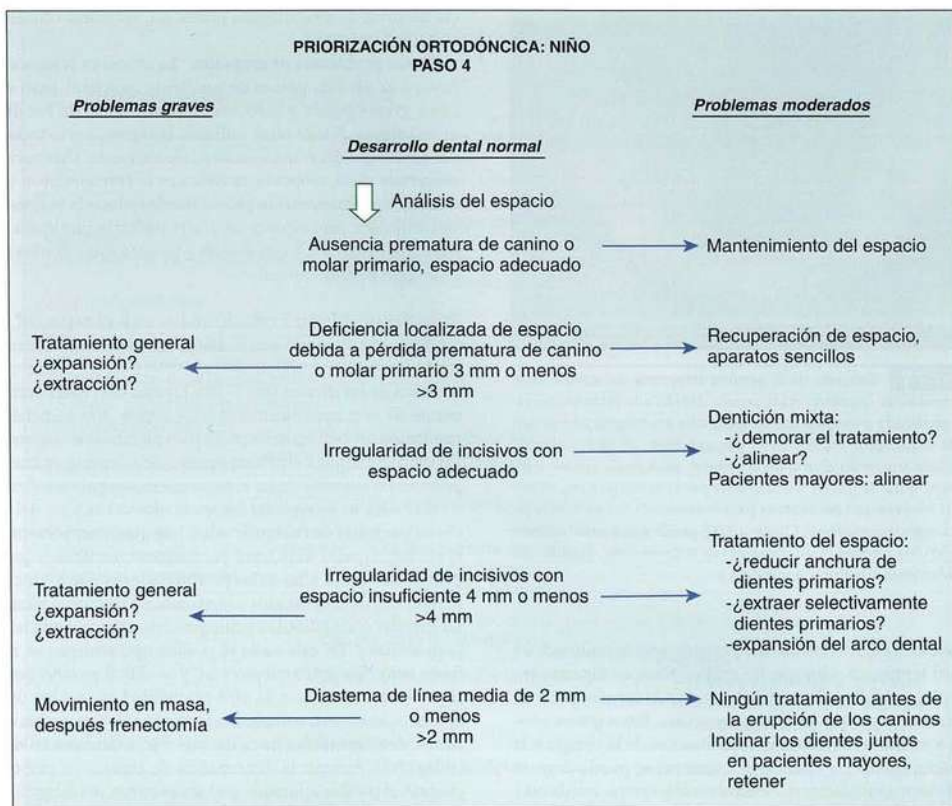 PRIORIZACIÓN ORTODÓNCICA: NIÑO
PASO 4
Problemas graves
Problemas moderados
Desarrollo dental normal
Análisis del espacio
Ausencia prematura de canino o
molar primario, espacio adecuado
Mantenimiento del espacio
Tratamiento general
¿expansión?
¿extracción?
Deficiencia localizada de espacio
debida a pérdida prematura de canino
o molar primario 3 mm o menos
>3 mm
Recuperación de espacio,
aparatos sencillos
Irregularidad de incisivos con
espacio adecuado
Dentición mixta:
-¿demorar el tratamiento?
-¿alinear?
Pacientes mayores: alinear
Tratamiento general
¿expansión?
¿extracción?
Irregularidad de incisivos con
espacio insuficiente 4 mm o menos
>4 mm
Tratamiento del espacio:
-¿reducir anchura de
dientes primarios?
-¿extraer selectivamente
dientes primarios?
-expansión del arco dental
Movimiento en masa,
después frenectomía
Diastema de línea media de 2 mm
o menos
>2 mm
Ningún tratamiento antes de
la erupción de los caninos
Inclinar los dientes juntos
en pacientes mayores,
retener